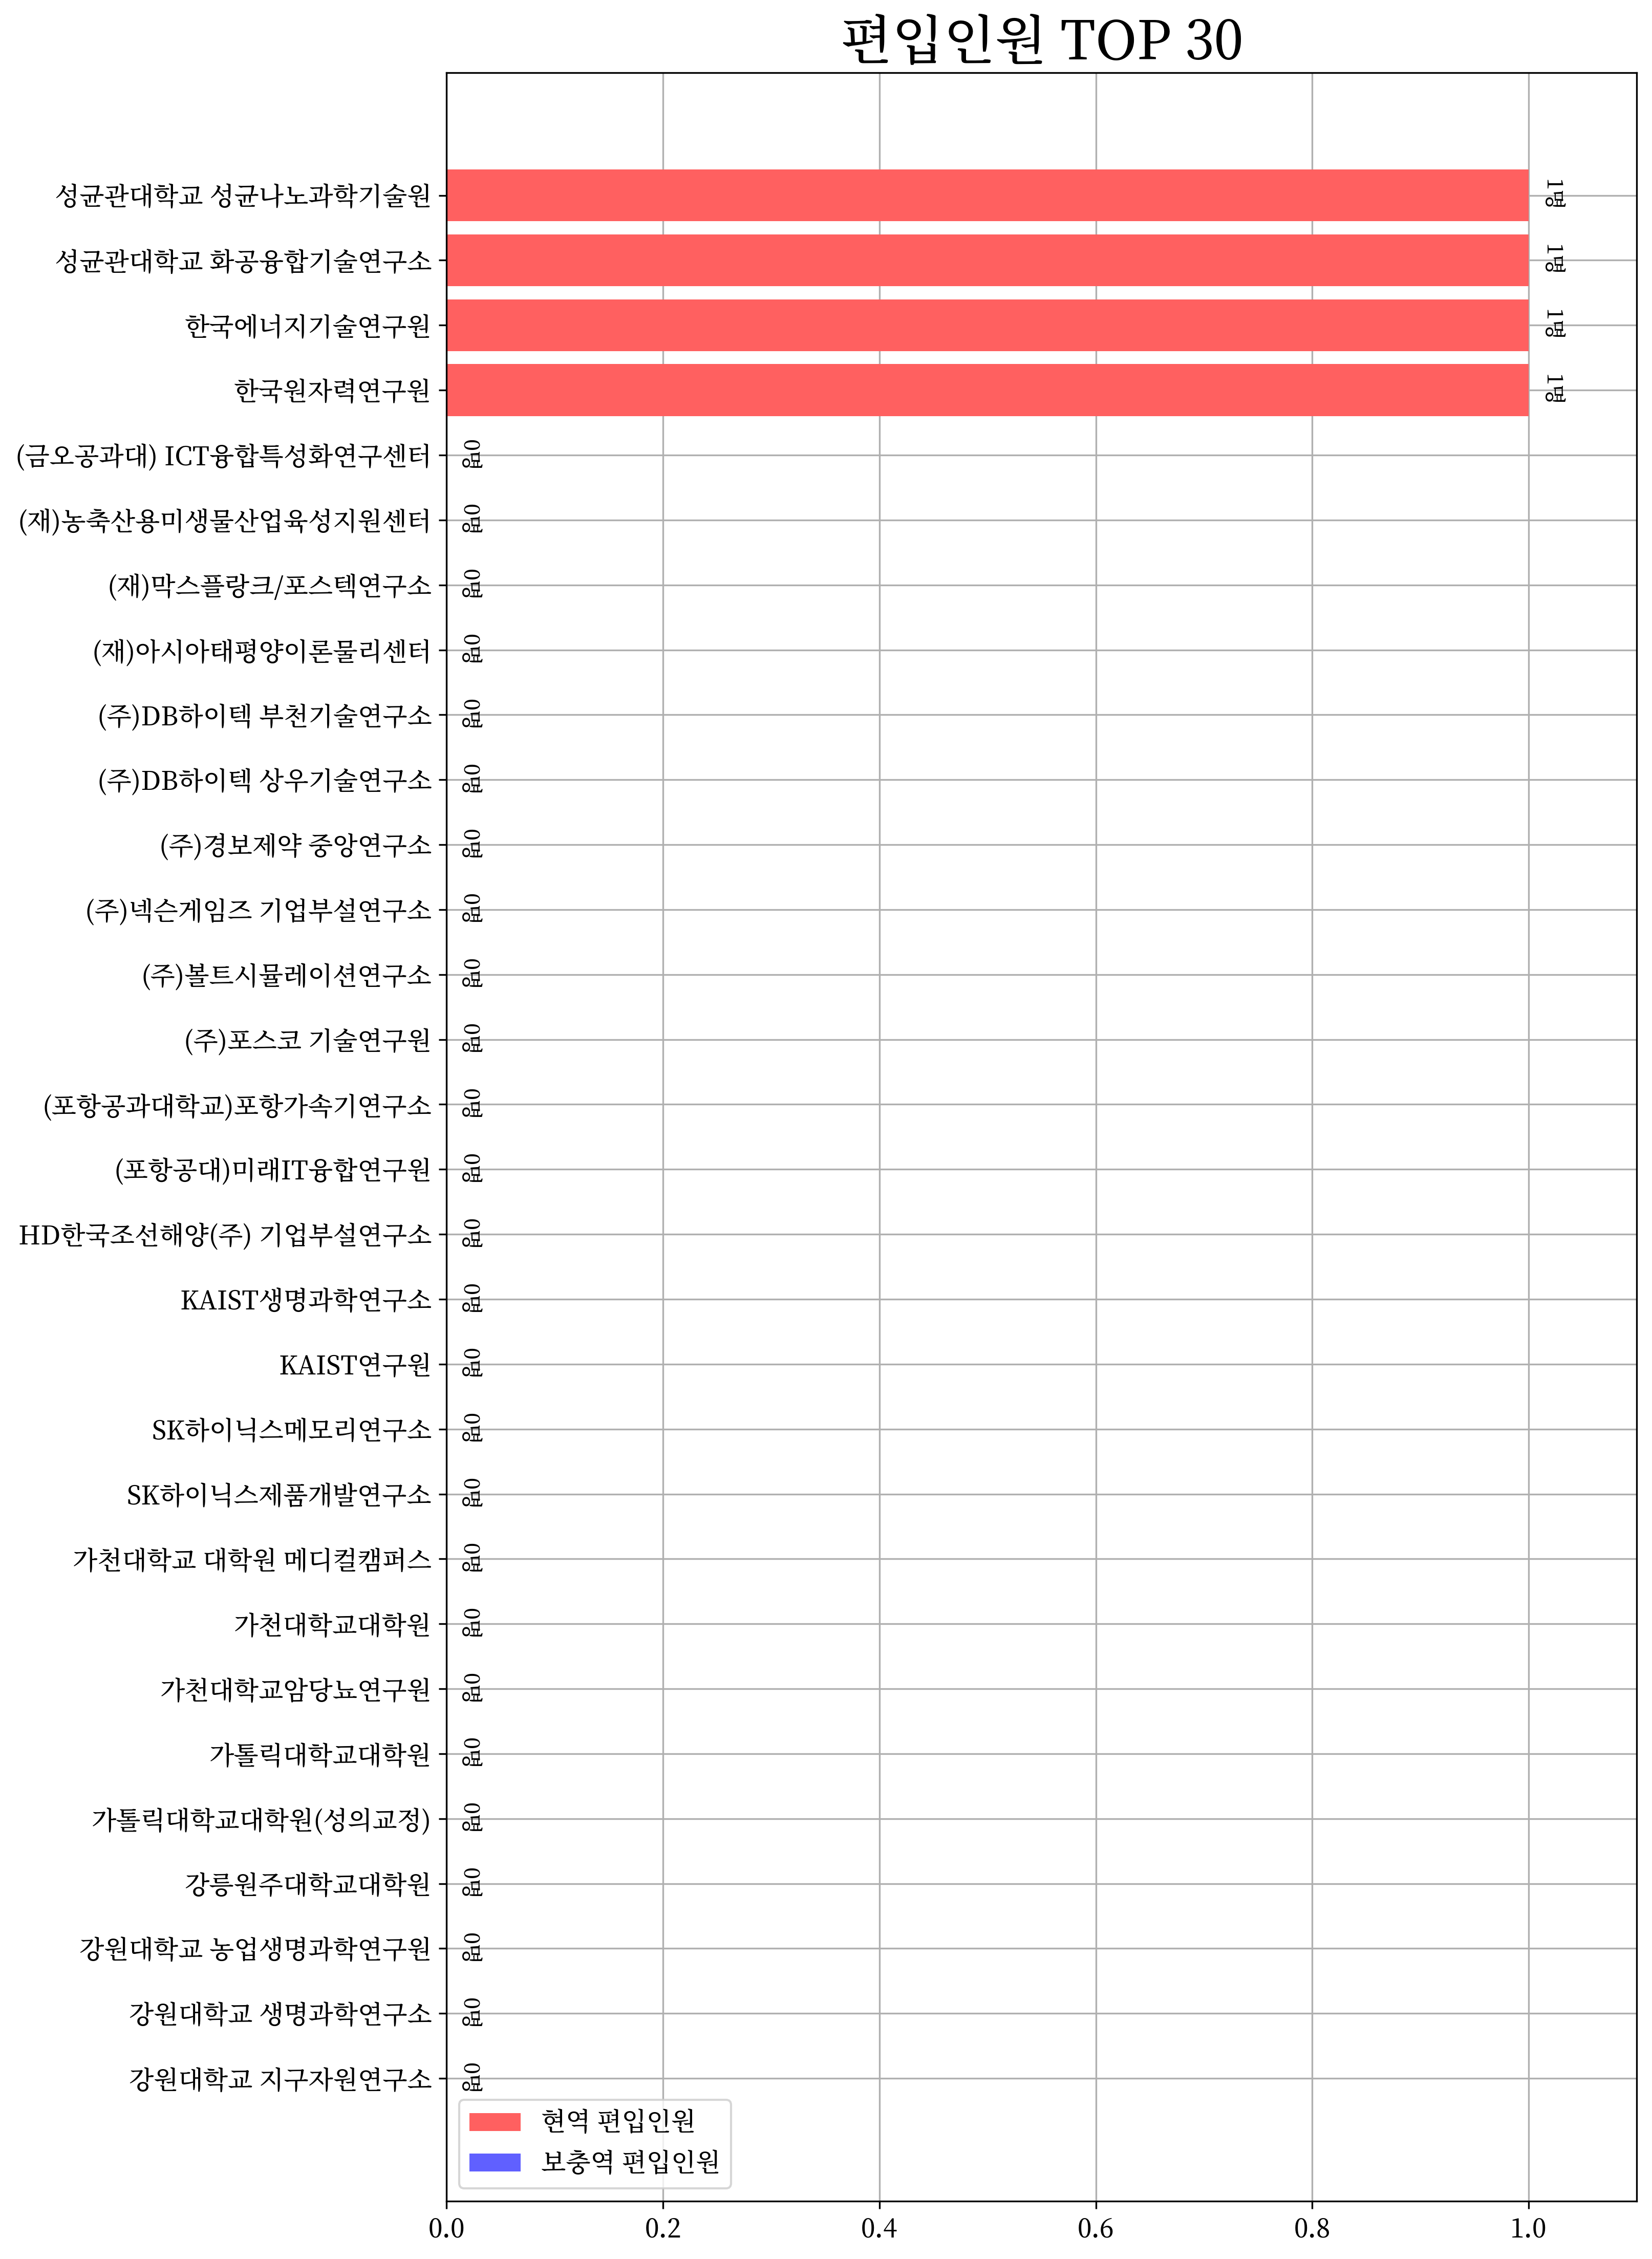 편입인원 TOP 30
성균관대학교 성균나노과학기술원 1명
성균관대학교 화공융합기술연구소 1명
한국에너지기술연구원 1명
한국원자력연구원 1명
(금오공과대) ICT융합특성화연구센터 0명
(재)농축산용미생물산업육성지원센터 0명
(재)막스플랑크/포스텍연구소 0명
(재)아시아태평양이론물리센터 0명
(주)DB하이텍 부천기술연구소 0명
(주)DB하이텍 상우기술연구소 0명
(주)경보제약 중앙연구소 0명
(주)넥슨게임즈 기업부설연구소 0명
(주)볼트시뮬레이션연구소 0명
(주)포스코 기술연구원 0명
(포항공과대학교)포항가속기연구소 0명
(포항공대)미래IT융합연구원 0명
HD한국조선해양(주) 기업부설연구소 0명
KAIST생명과학연구소 0명
KAIST연구원 0명
SK하이닉스메모리연구소 0명
SK하이닉스제품개발연구소 0명
가천대학교 대학원 메디컬캠퍼스 0명
가천대학교대학원 0명
가천대학교암당뇨연구원 0명
가톨릭대학교대학원 0명
가톨릭대학교대학원(성의교정) 0명
강릉원주대학교대학원 0명
강원대학교 농업생명과학연구원 0명
강원대학교 생명과학연구소 0명
강원대학교 지구자원연구소 0명
현역 편입인원
보충역 편입인원
0.0 0.2 0.4 0.6 0.8 1.0